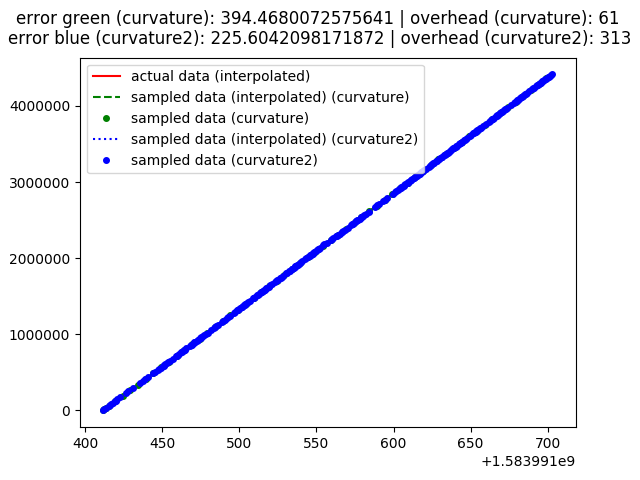 error green (curvature): 394.4680072575641 | overhead (curvature): 61
error blue (curvature2): 225.6042098171872 | overhead (curvature2): 313
actual data (interpolated)
sampled data (interpolated) (curvature)
sampled data (curvature)
sampled data (interpolated) (curvature2)
sampled data (curvature2)
4000000
3000000
2000000
1000000
0
400 450 500 550 600 650 700
+1.583991e9